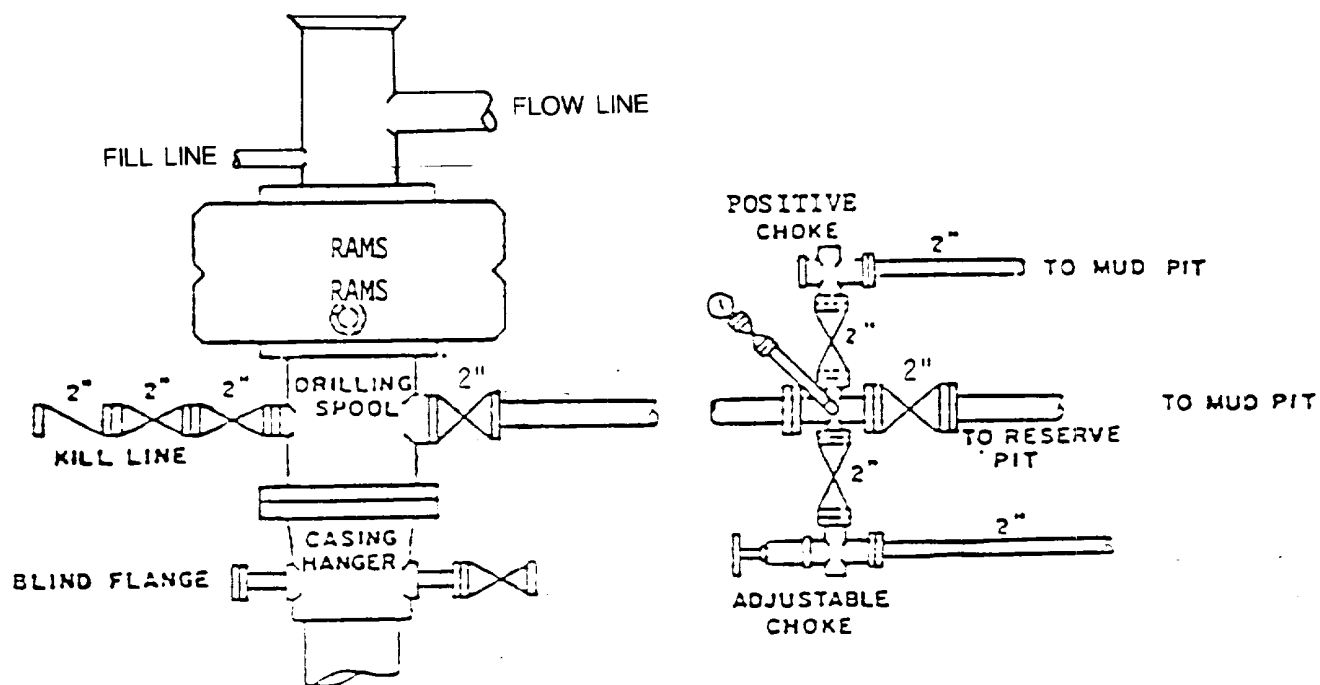 FLOW LINE
FILL LINE
RAMS
RAMS
2" 2" 2"
DRILLING
SPOOL
2"
KILL LINE
CASING
HANGER
BLIND FLANGE
POSITIVE
CHOKE
2"
TO MUD PIT
2"
2"
TO MUD PIT
TO RESERVE
PIT
2"
2"
ADJUSTABLE
CHOKE